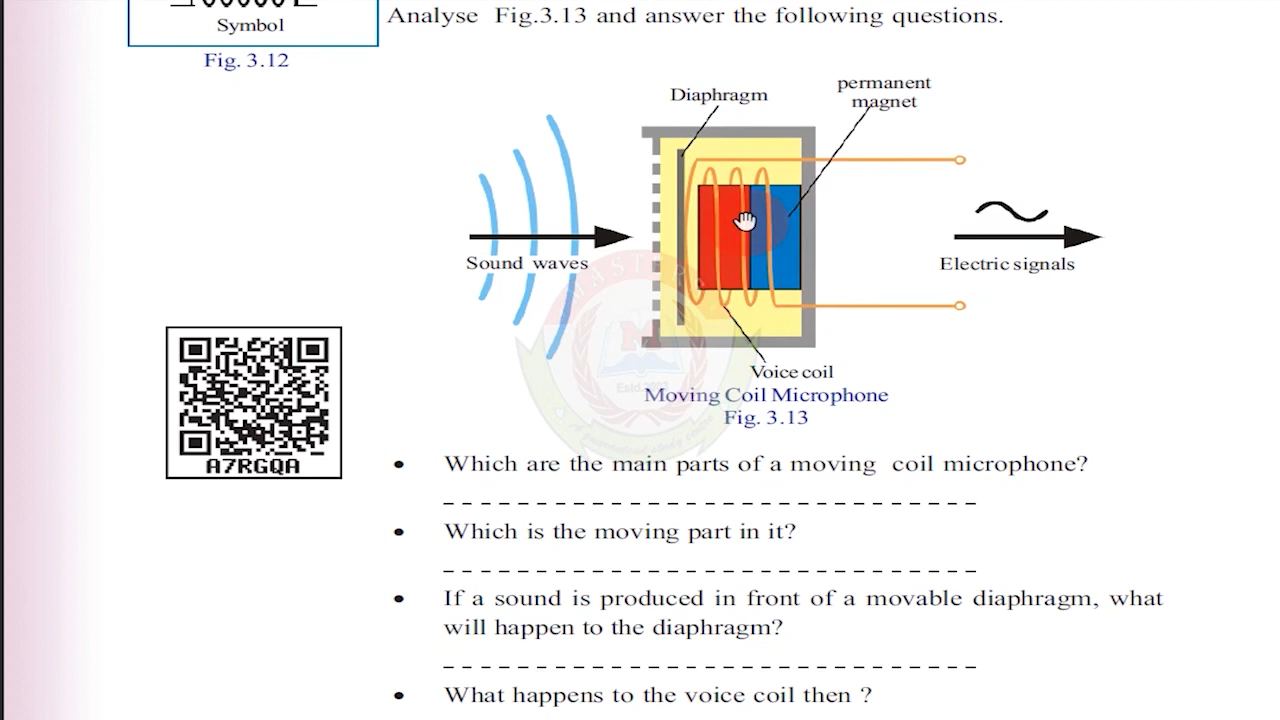 Symbol
Fig. 3.12
Analyse Fig.3.13 and answer the following questions.
Diaphragm
permanent
magnet
Sound waves
Electric signals
Voice coil
Moving Coil Microphone
Fig. 3.13
M
Estd.
A7RGQA
• Which are the main parts of a moving coil microphone?
• Which is the moving part in it?
• If a sound is produced in front of a movable diaphragm, what
will happen to the diaphragm?
• What happens to the voice coil then ?